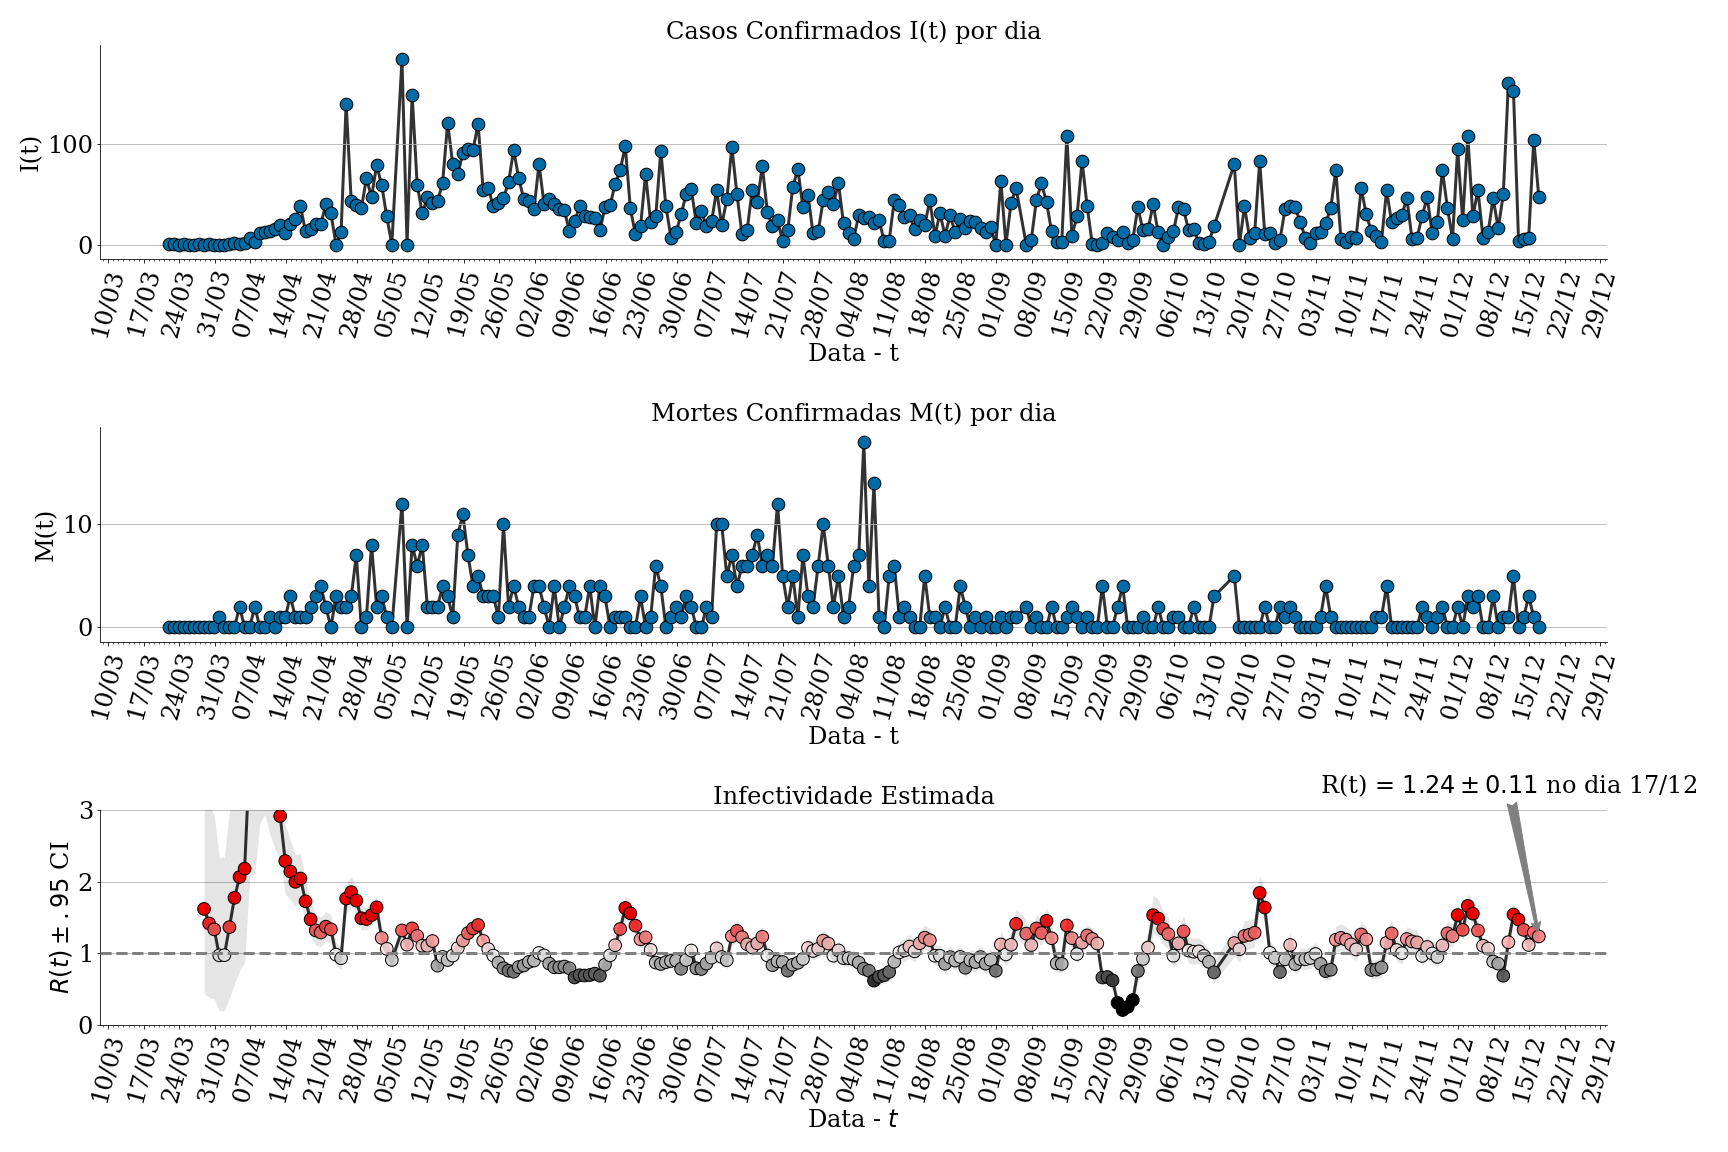 Casos Confirmados I(t) por dia
I(t)
100
0
10/03 17/03 24/03 31/03 07/04 14/04 21/04 28/04 05/05 12/05 19/05 26/05 02/06 09/06 16/06 23/06 30/06 07/07 14/07 21/07 28/07 04/08 11/08 18/08 25/08 01/09 08/09 15/09 22/09 29/09 06/10 13/10 20/10 27/10 03/11 10/11 17/11 24/11 01/12 08/12 15/12 22/12 29/12
Data - t
Mortes Confirmadas M(t) por dia
M(t)
10
0
10/03 17/03 24/03 31/03 07/04 14/04 21/04 28/04 05/05 12/05 19/05 26/05 02/06 09/06 16/06 23/06 30/06 07/07 14/07 21/07 28/07 04/08 11/08 18/08 25/08 01/09 08/09 15/09 22/09 29/09 06/10 13/10 20/10 27/10 03/11 10/11 17/11 24/11 01/12 08/12 15/12 22/12 29/12
Data - t
R(t) = 1.24 ± 0.11 no dia 17/12
Infectividade Estimada
R(t) ± .95 CI
3
2
1
0
10/03 17/03 24/03 31/03 07/04 14/04 21/04 28/04 05/05 12/05 19/05 26/05 02/06 09/06 16/06 23/06 30/06 07/07 14/07 21/07 28/07 04/08 11/08 18/08 25/08 01/09 08/09 15/09 22/09 29/09 06/10 13/10 20/10 27/10 03/11 10/11 17/11 24/11 01/12 08/12 15/12 22/12 29/12
Data - t